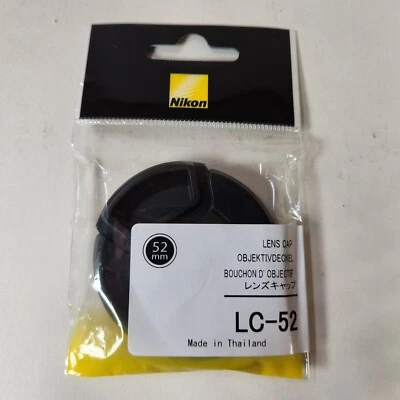 Nikon
52
mm
LENS CAP
OBJEKTIVDECKEL
BOUCHON D' OBJECTIF
レンズキャップ
LC-52
Made in Thailand